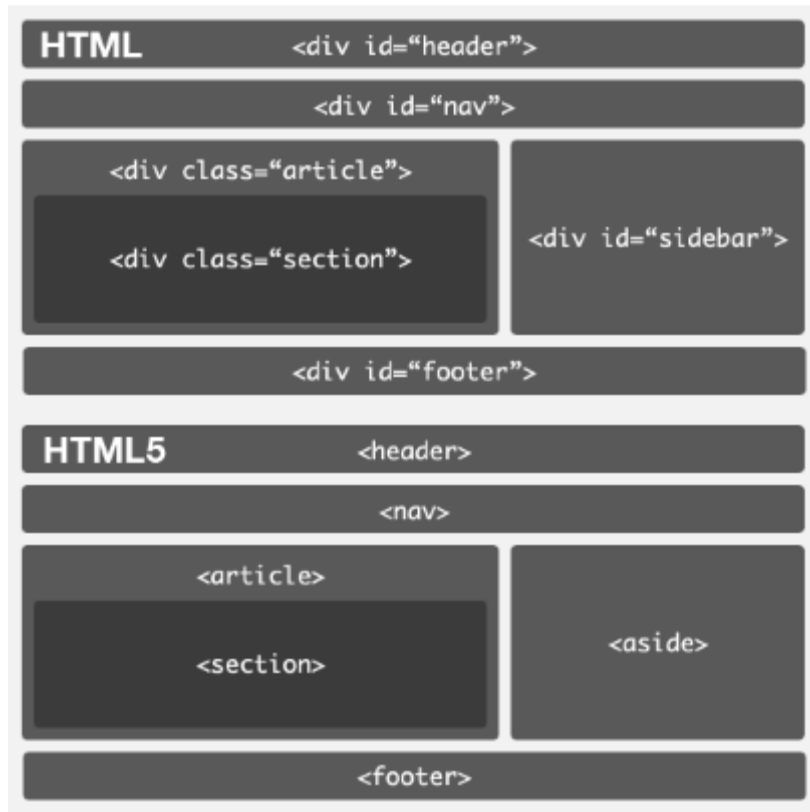 HTML <div id=“header”>
<div id=“nav”>
<div class=“article”>
<div class=“section”>
<div id=“sidebar”>
<div id=“footer”>
HTML5 <header>
<nav>
<article>
<section>
<aside>
<footer>